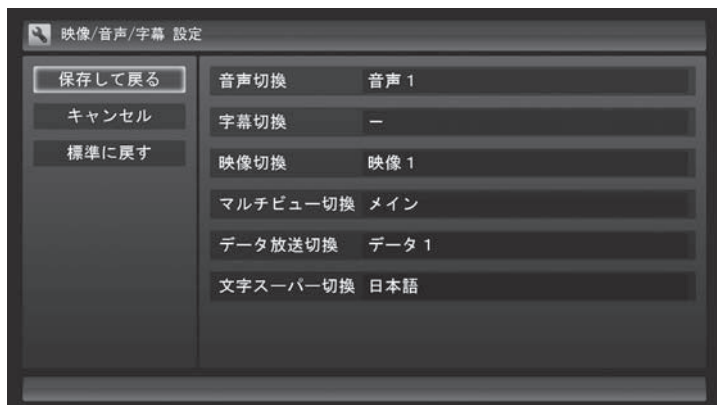 映像/音声/字幕 設定
保存して戻る
キャンセル
標準に戻す
音声切換 音声1
字幕切換 －
映像切換 映像1
マルチビュー切換 メイン
データ放送切換 データ1
文字スーパー切換 日本語